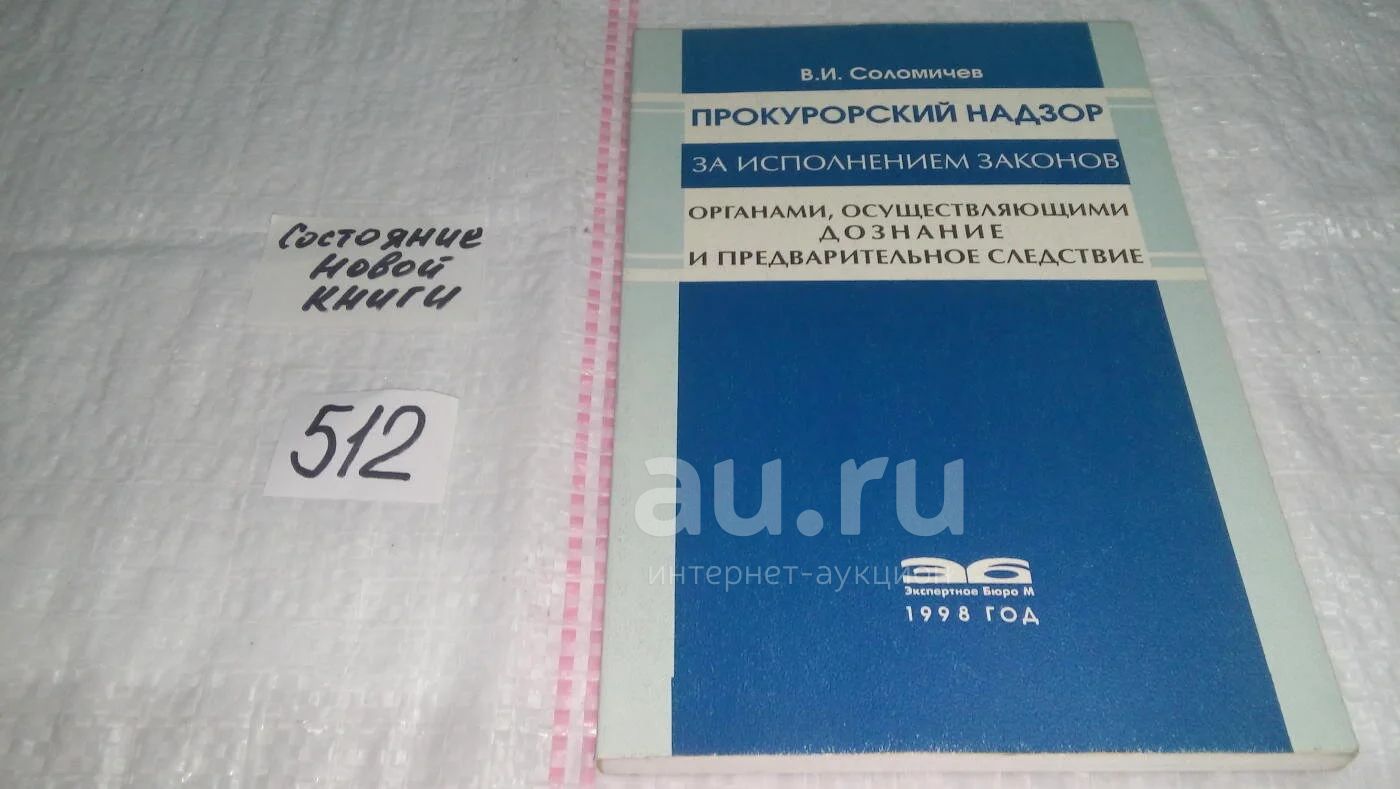 Состояние
новой
книги
512
В.И. Соломичев
ПРОКУРОРСКИЙ НАДЗОР
ЗА ИСПОЛНЕНИЕМ ЗАКОНОВ
ОРГАНАМИ, ОСУЩЕСТВЛЯЮЩИМИ
ДОЗНАНИЕ
И ПРЕДВАРИТЕЛЬНОЕ СЛЕДСТВИЕ
au.ru
интернет-аукцион
эб
Экспертное Бюро М
1998 ГОД